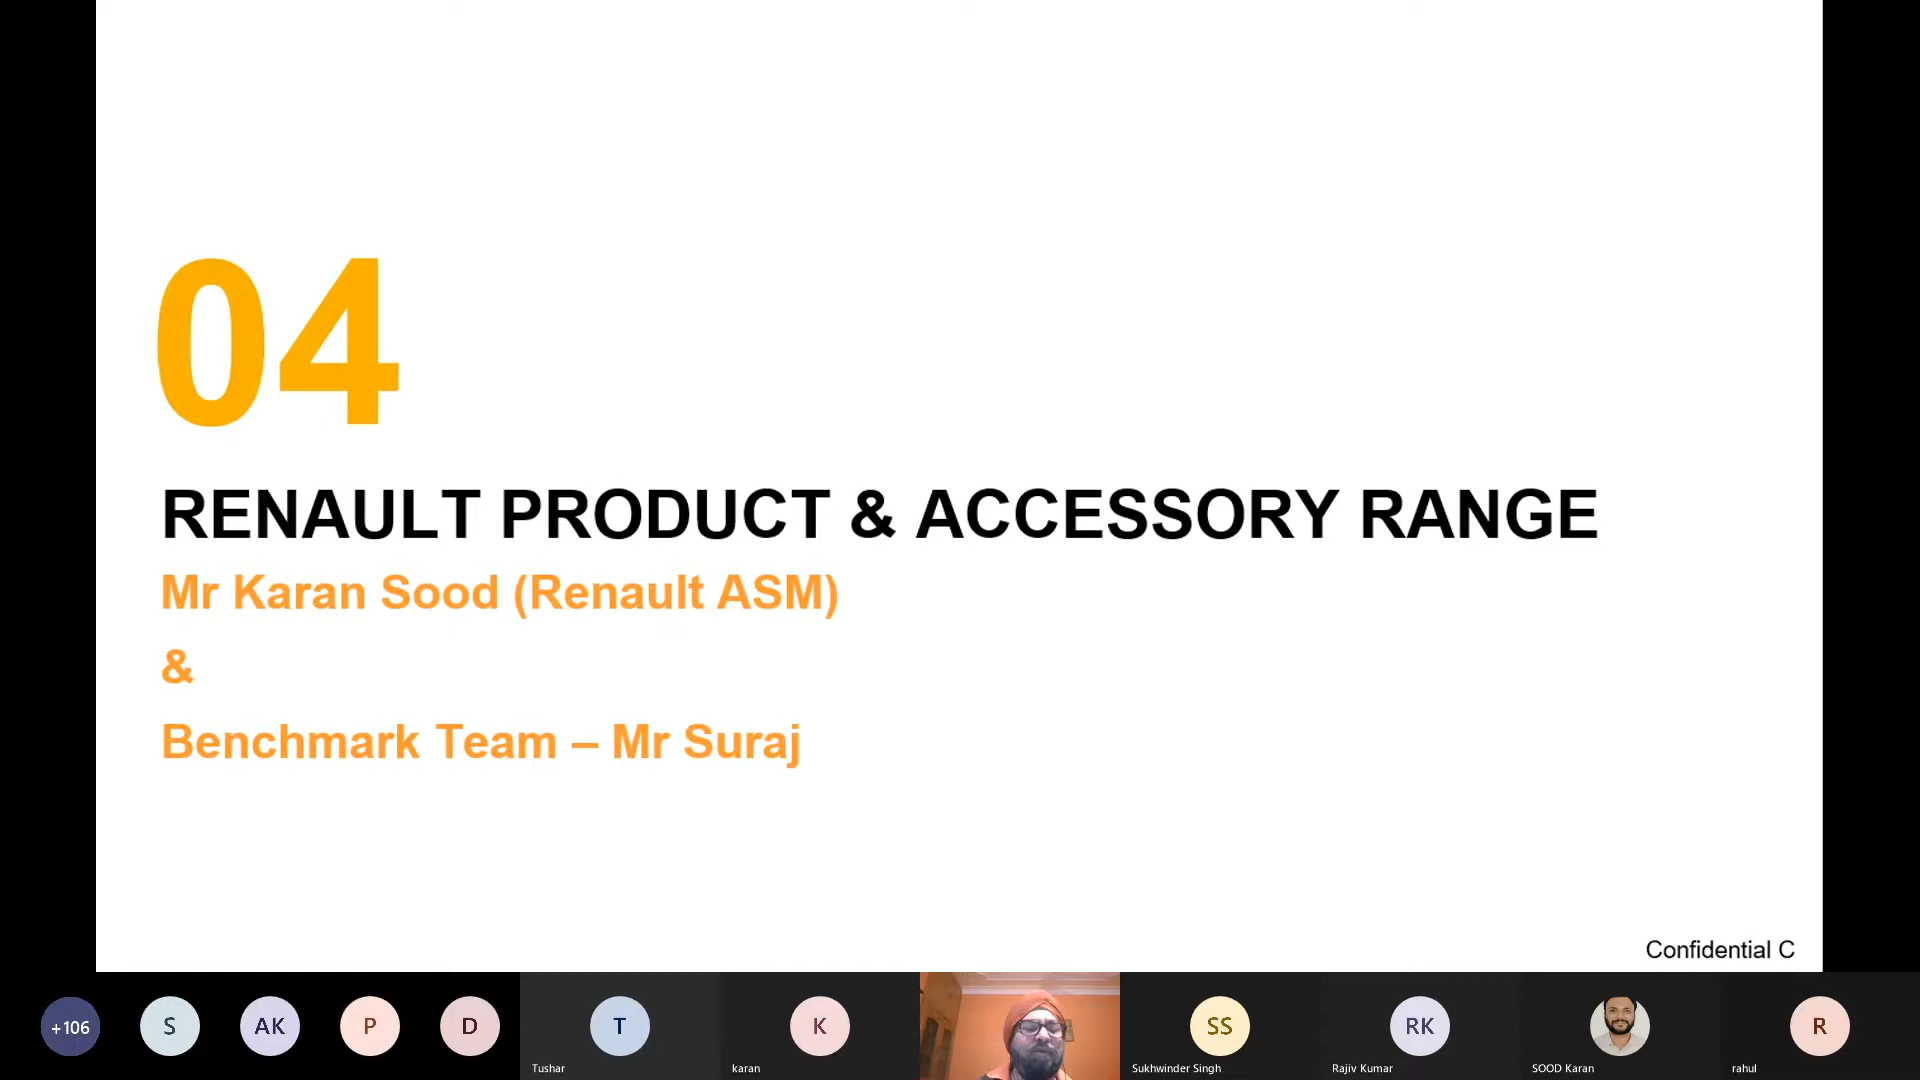 04
RENAULT PRODUCT & ACCESSORY RANGE
Mr Karan Sood (Renault ASM)
&
Benchmark Team – Mr Suraj
Confidential C
+106
S
AK
P
D
T
K
SS
RK
R
Tushar
karan
Sukhwinder Singh
Rajiv Kumar
SOOD Karan
rahul